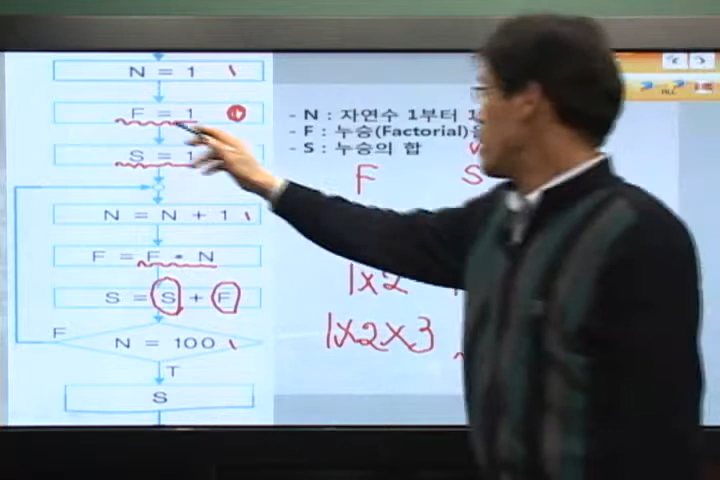 N = 1
F = 1
S = 1
N = N + 1
F = F * N
S = S + F
F
N = 100
T
S
- N : 자연수 1부터
- F : 누승(Factorial)을
- S : 누승의 합
F S
1x2
1x2x3